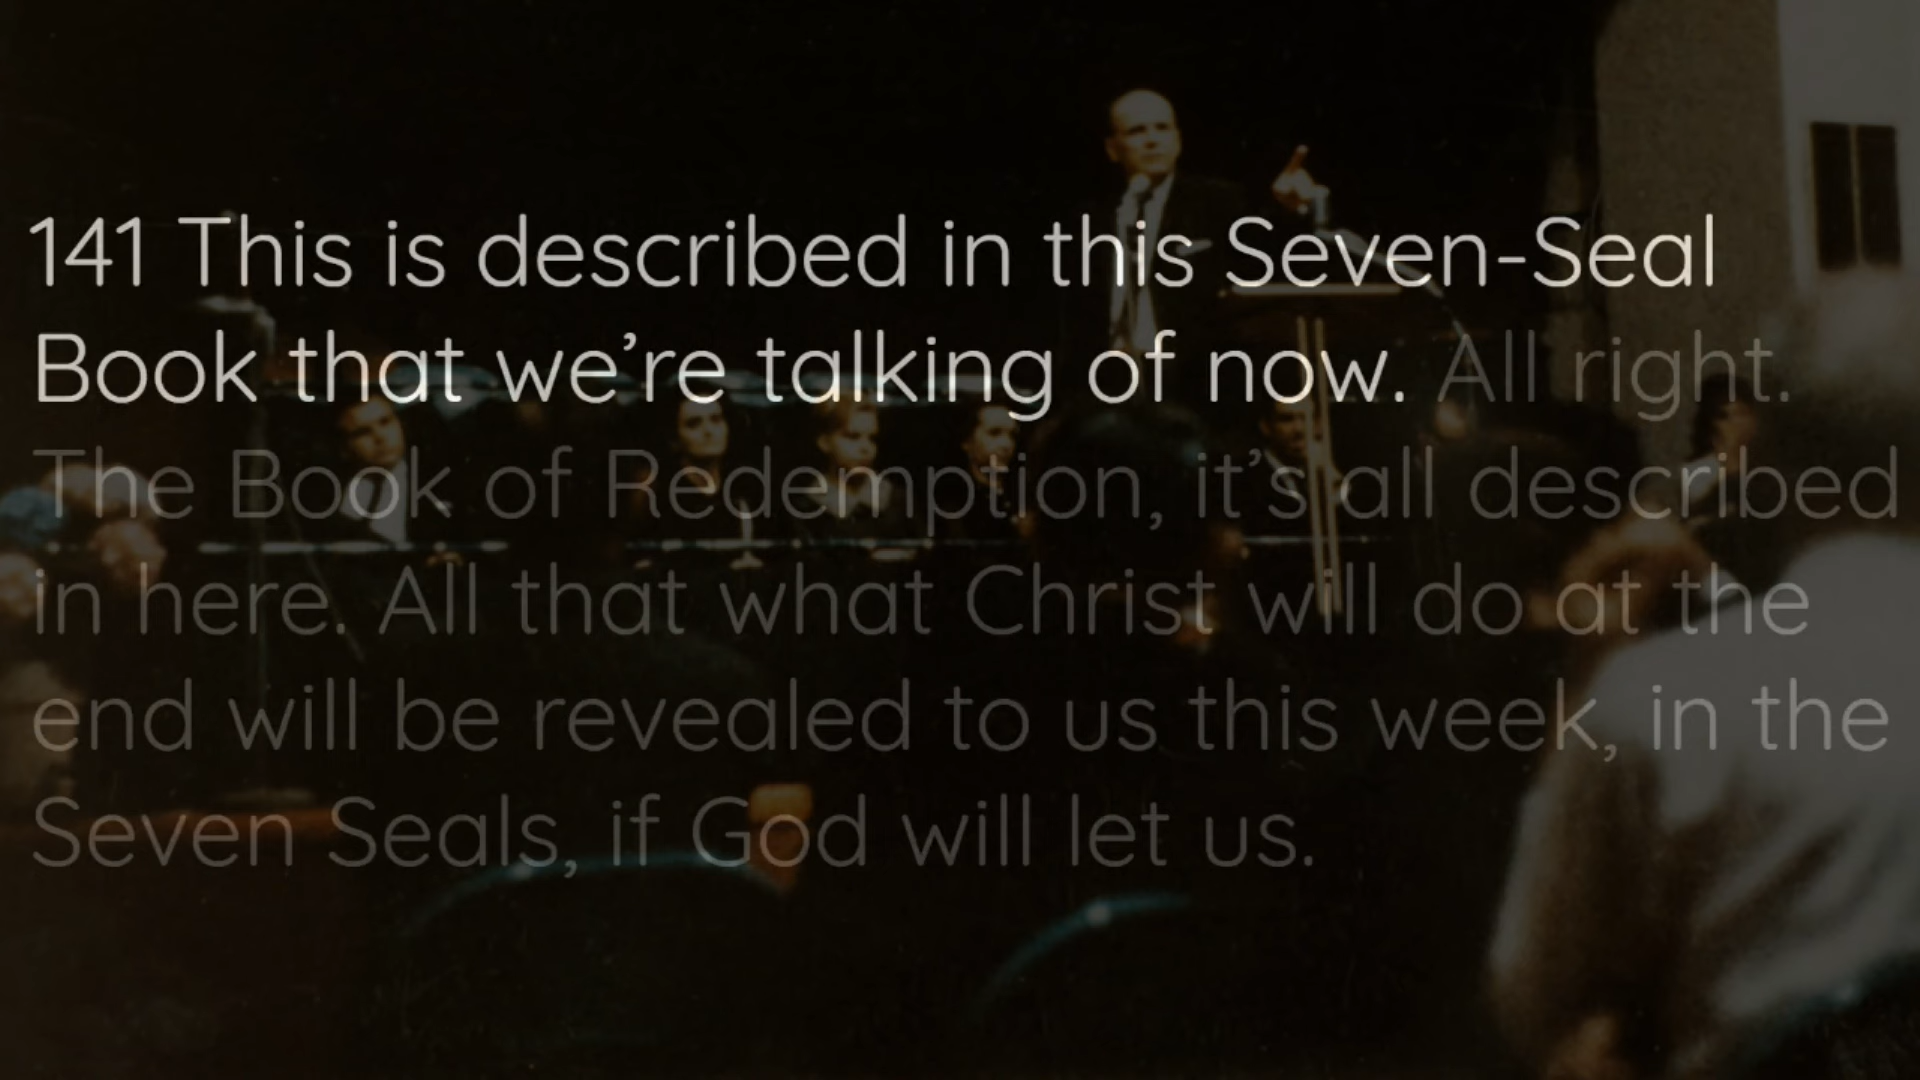 141 This is described in this Seven-Seal
Book that we’re talking of now. All right.
The Book of Redemption, it’s all described
in here. All that what Christ will do at the
end will be revealed to us this week, in the
Seven Seals, if God will let us.